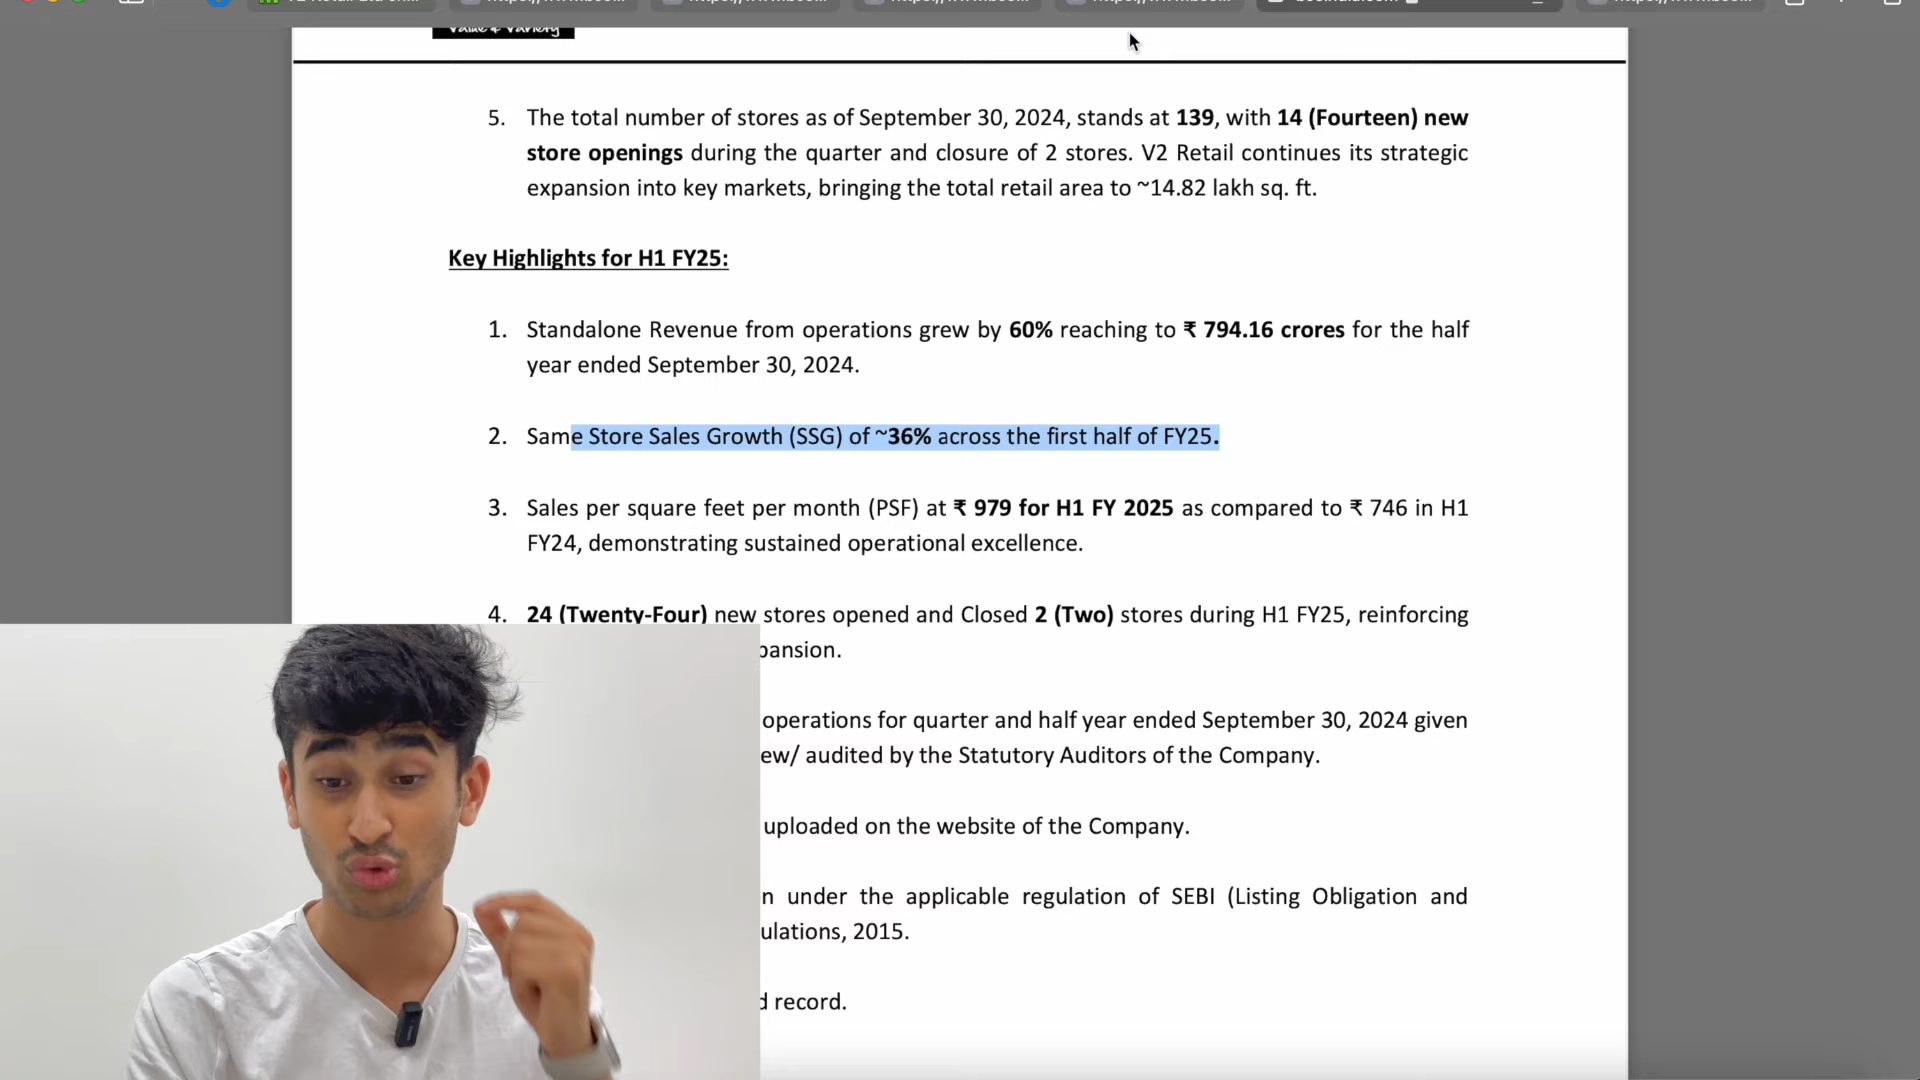 Value & Variety
5. The total number of stores as of September 30, 2024, stands at 139, with 14 (Fourteen) new
store openings during the quarter and closure of 2 stores. V2 Retail continues its strategic
expansion into key markets, bringing the total retail area to ~14.82 lakh sq. ft.
Key Highlights for H1 FY25:
1. Standalone Revenue from operations grew by 60% reaching to ₹ 794.16 crores for the half
year ended September 30, 2024.
2. Same Store Sales Growth (SSG) of ~36% across the first half of FY25.
3. Sales per square feet per month (PSF) at ₹ 979 for H1 FY 2025 as compared to ₹ 746 in H1
FY24, demonstrating sustained operational excellence.
4. 24 (Twenty-Four) new stores opened and Closed 2 (Two) stores during H1 FY25, reinforcing
pansion.
operations for quarter and half year ended September 30, 2024 given
ew/ audited by the Statutory Auditors of the Company.
uploaded on the website of the Company.
n under the applicable regulation of SEBI (Listing Obligation and
ulations, 2015.
d record.